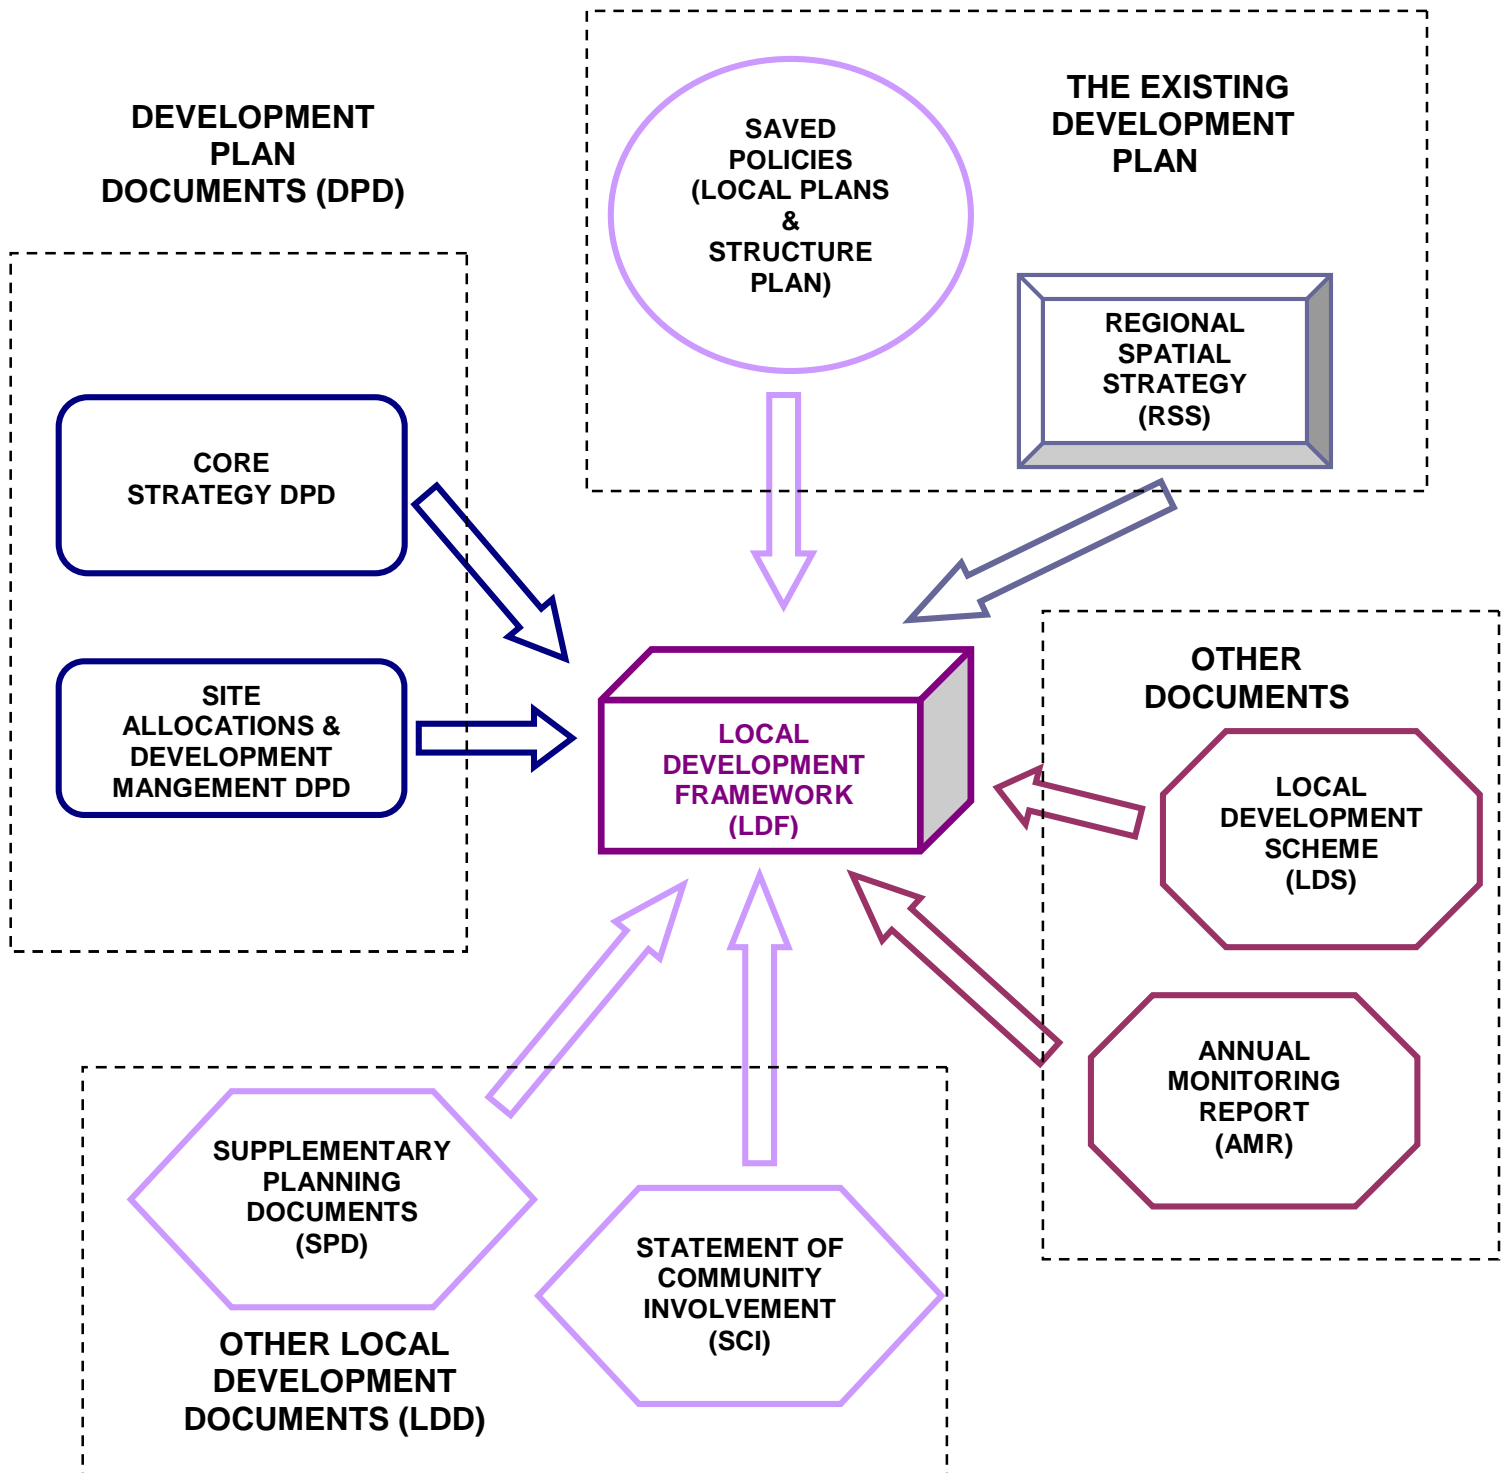 DEVELOPMENT
PLAN
DOCUMENTS (DPD)
SAVED
POLICIES
(LOCAL PLANS
&
STRUCTURE
PLAN)
THE EXISTING
DEVELOPMENT
PLAN
REGIONAL
SPATIAL
STRATEGY
(RSS)
CORE
STRATEGY DPD
SITE
ALLOCATIONS &
DEVELOPMENT
MANGEMENT DPD
LOCAL
DEVELOPMENT
FRAMEWORK
(LDF)
OTHER
DOCUMENTS
LOCAL
DEVELOPMENT
SCHEME
(LDS)
ANNUAL
MONITORING
REPORT
(AMR)
SUPPLEMENTARY
PLANNING
DOCUMENTS
(SPD)
STATEMENT OF
COMMUNITY
INVOLVEMENT
(SCI)
OTHER LOCAL
DEVELOPMENT
DOCUMENTS (LDD)